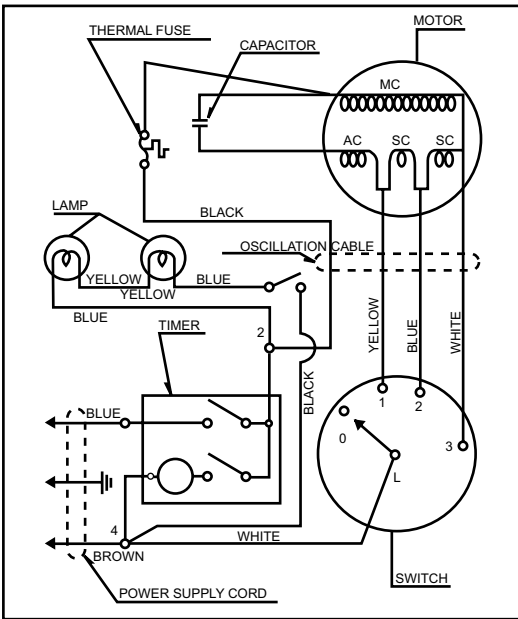 THERMAL FUSE
MOTOR
CAPACITOR
MC
AC SC SC
LAMP
BLACK
OSCILLATION CABLE
YELLOW
YELLOW
BLUE
BLUE
TIMER
2
BLACK
YELLOW
BLUE
WHITE
1
2
0
3
L
BLUE
4
WHITE
BROWN
POWER SUPPLY CORD
SWITCH